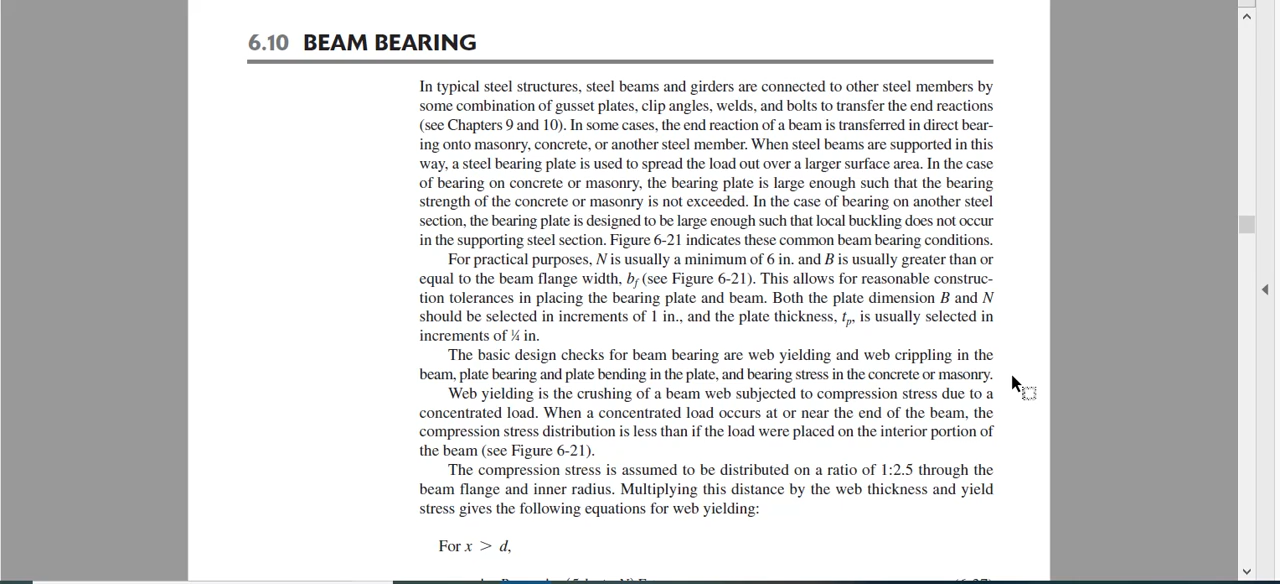 6.10 BEAM BEARING
In typical steel structures, steel beams and girders are connected to other steel members by
some combination of gusset plates, clip angles, welds, and bolts to transfer the end reactions
(see Chapters 9 and 10). In some cases, the end reaction of a beam is transferred in direct bear-
ing onto masonry, concrete, or another steel member. When steel beams are supported in this
way, a steel bearing plate is used to spread the load out over a larger surface area. In the case
of bearing on concrete or masonry, the bearing plate is large enough such that the bearing
strength of the concrete or masonry is not exceeded. In the case of bearing on another steel
section, the bearing plate is designed to be large enough such that local buckling does not occur
in the supporting steel section. Figure 6-21 indicates these common beam bearing conditions.
For practical purposes, N is usually a minimum of 6 in. and B is usually greater than or
equal to the beam flange width, bf (see Figure 6-21). This allows for reasonable construc-
tion tolerances in placing the bearing plate and beam. Both the plate dimension B and N
should be selected in increments of 1 in., and the plate thickness, tp, is usually selected in
increments of ¼ in.
The basic design checks for beam bearing are web yielding and web crippling in the
beam, plate bearing and plate bending in the plate, and bearing stress in the concrete or masonry.
Web yielding is the crushing of a beam web subjected to compression stress due to a
concentrated load. When a concentrated load occurs at or near the end of the beam, the
compression stress distribution is less than if the load were placed on the interior portion of
the beam (see Figure 6-21).
The compression stress is assumed to be distributed on a ratio of 1:2.5 through the
beam flange and inner radius. Multiplying this distance by the web thickness and yield
stress gives the following equations for web yielding:
For x > d,